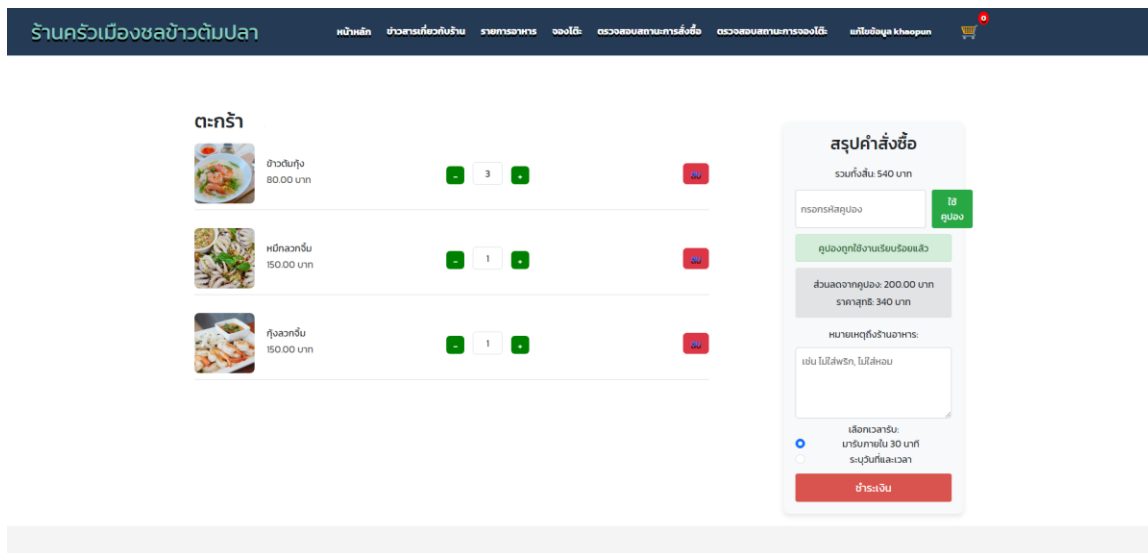 ร้านครัวเมืองชลข้าวต้มปลา
หน้าหลัก ข่าวสารเกี่ยวกับร้าน รายการอาหาร จองโต๊ะ ตรวจสอบสถานะการสั่งซื้อ ตรวจสอบสถานะการจองโต๊ะ แก้ไขข้อมูล khaopun 0
ตะกร้า
ข้าวต้มกุ้ง
80.00 บาท
- 3 +
ลบ
หมึกลวกจิ้ม
150.00 บาท
- 1 +
ลบ
กุ้งลวกจิ้ม
150.00 บาท
- 1 +
ลบ
สรุปคำสั่งซื้อ
รวมทั้งสิ้น: 540 บาท
กรอกรหัสคูปอง
ใช้
คูปอง
คูปองถูกใช้งานเรียบร้อยแล้ว
ส่วนลดจากคูปอง: 200.00 บาท
ราคาสุทธิ: 340 บาท
หมายเหตุถึงร้านอาหาร:
เช่น ไม่ใส่พริก, ไม่ใส่หอม
เลือกเวลารับ:
มารับภายใน 30 นาที
ระบุวันที่และเวลา
ชำระเงิน